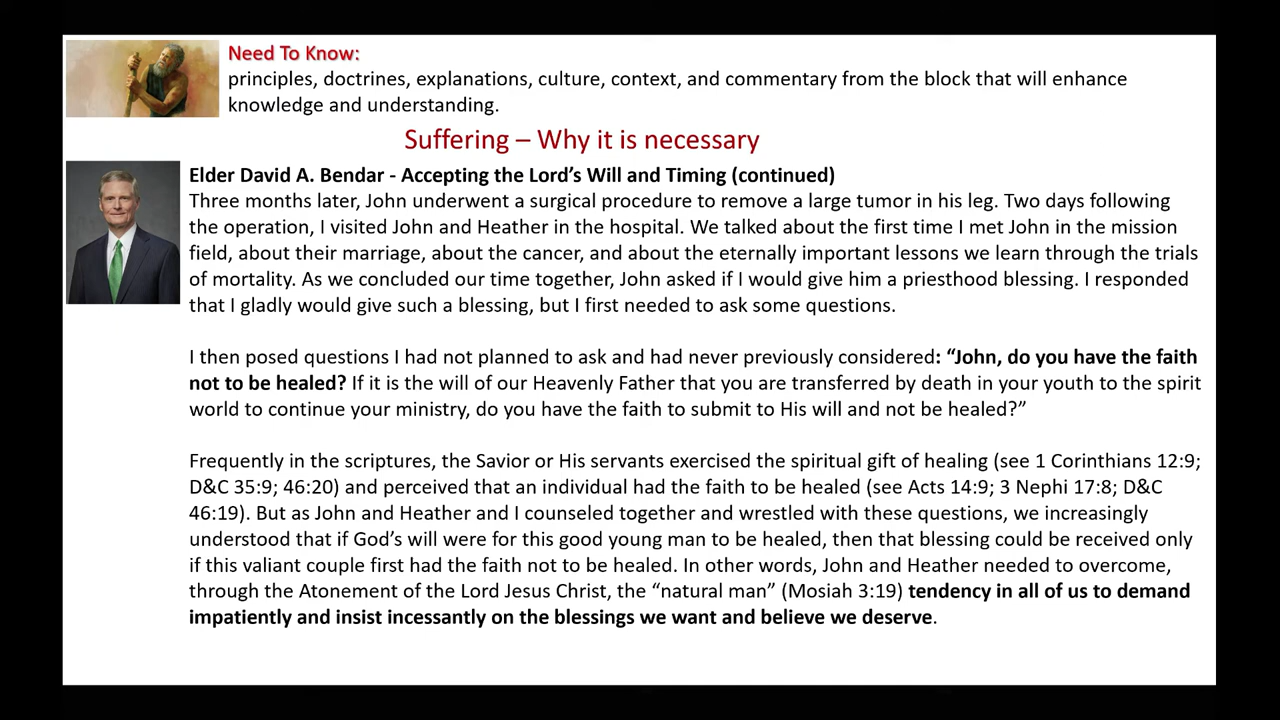 Need To Know:
principles, doctrines, explanations, culture, context, and commentary from the block that will enhance
knowledge and understanding.
Suffering – Why it is necessary
Elder David A. Bendar - Accepting the Lord’s Will and Timing (continued)
Three months later, John underwent a surgical procedure to remove a large tumor in his leg. Two days following
the operation, I visited John and Heather in the hospital. We talked about the first time I met John in the mission
field, about their marriage, about the cancer, and about the eternally important lessons we learn through the trials
of mortality. As we concluded our time together, John asked if I would give him a priesthood blessing. I responded
that I gladly would give such a blessing, but I first needed to ask some questions.
I then posed questions I had not planned to ask and had never previously considered: “John, do you have the faith
not to be healed? If it is the will of our Heavenly Father that you are transferred by death in your youth to the spirit
world to continue your ministry, do you have the faith to submit to His will and not be healed?”
Frequently in the scriptures, the Savior or His servants exercised the spiritual gift of healing (see 1 Corinthians 12:9;
D&C 35:9; 46:20) and perceived that an individual had the faith to be healed (see Acts 14:9; 3 Nephi 17:8; D&C
46:19). But as John and Heather and I counseled together and wrestled with these questions, we increasingly
understood that if God’s will were for this good young man to be healed, then that blessing could be received only
if this valiant couple first had the faith not to be healed. In other words, John and Heather needed to overcome,
through the Atonement of the Lord Jesus Christ, the “natural man” (Mosiah 3:19) tendency in all of us to demand
impatiently and insist incessantly on the blessings we want and believe we deserve.